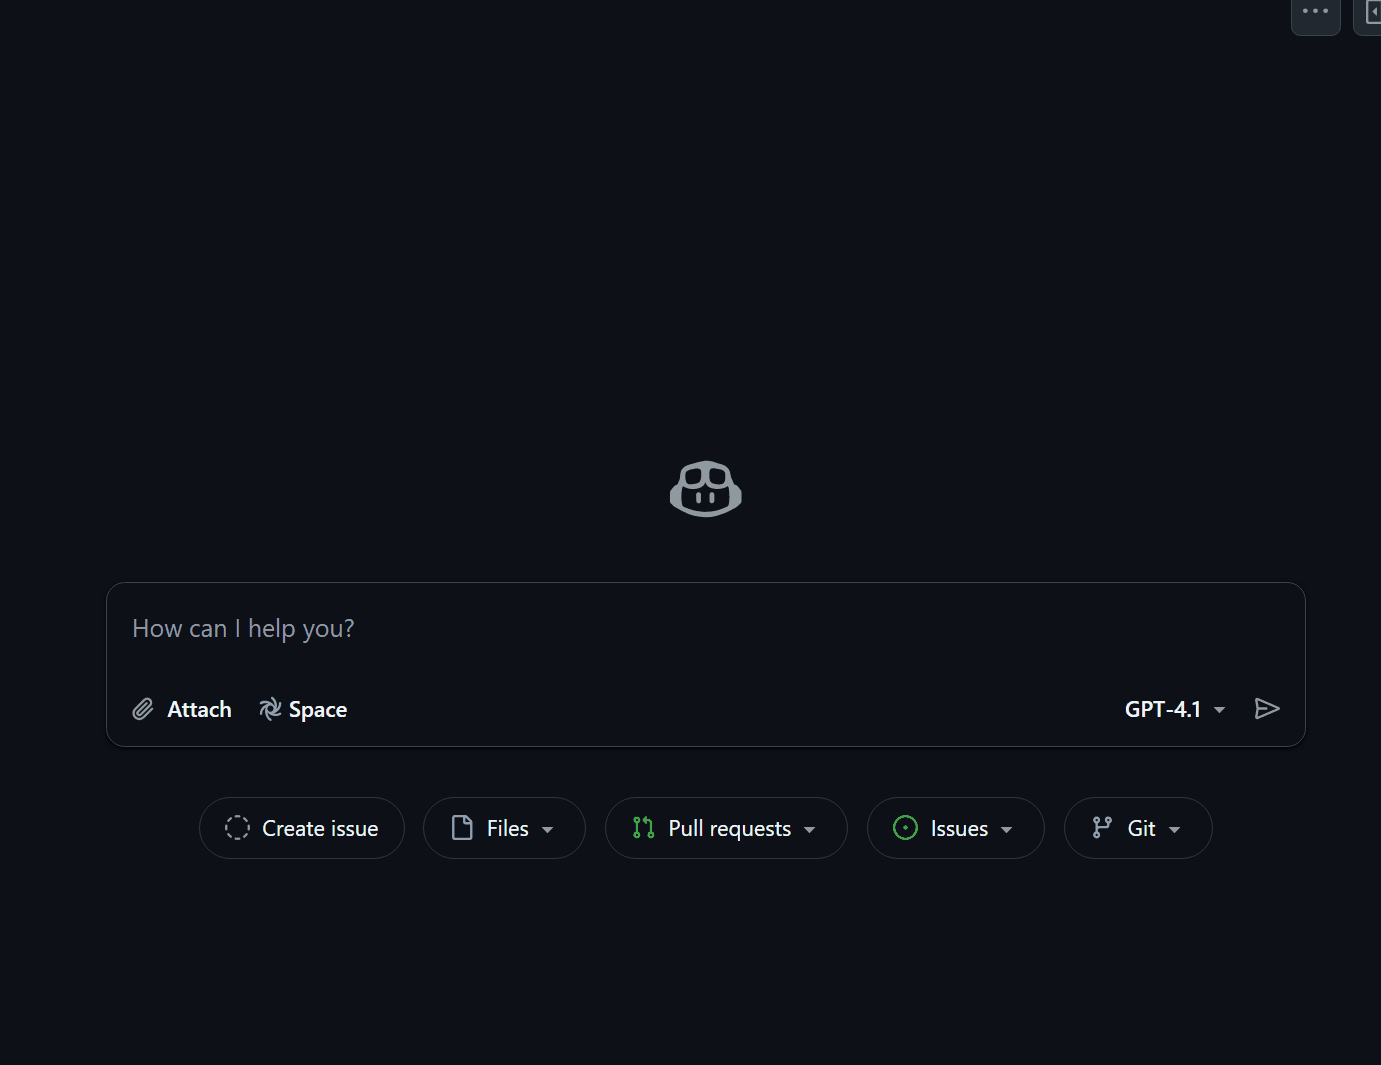 How can I help you?
Attach Space GPT-4.1
Create issue Files Pull requests Issues Git